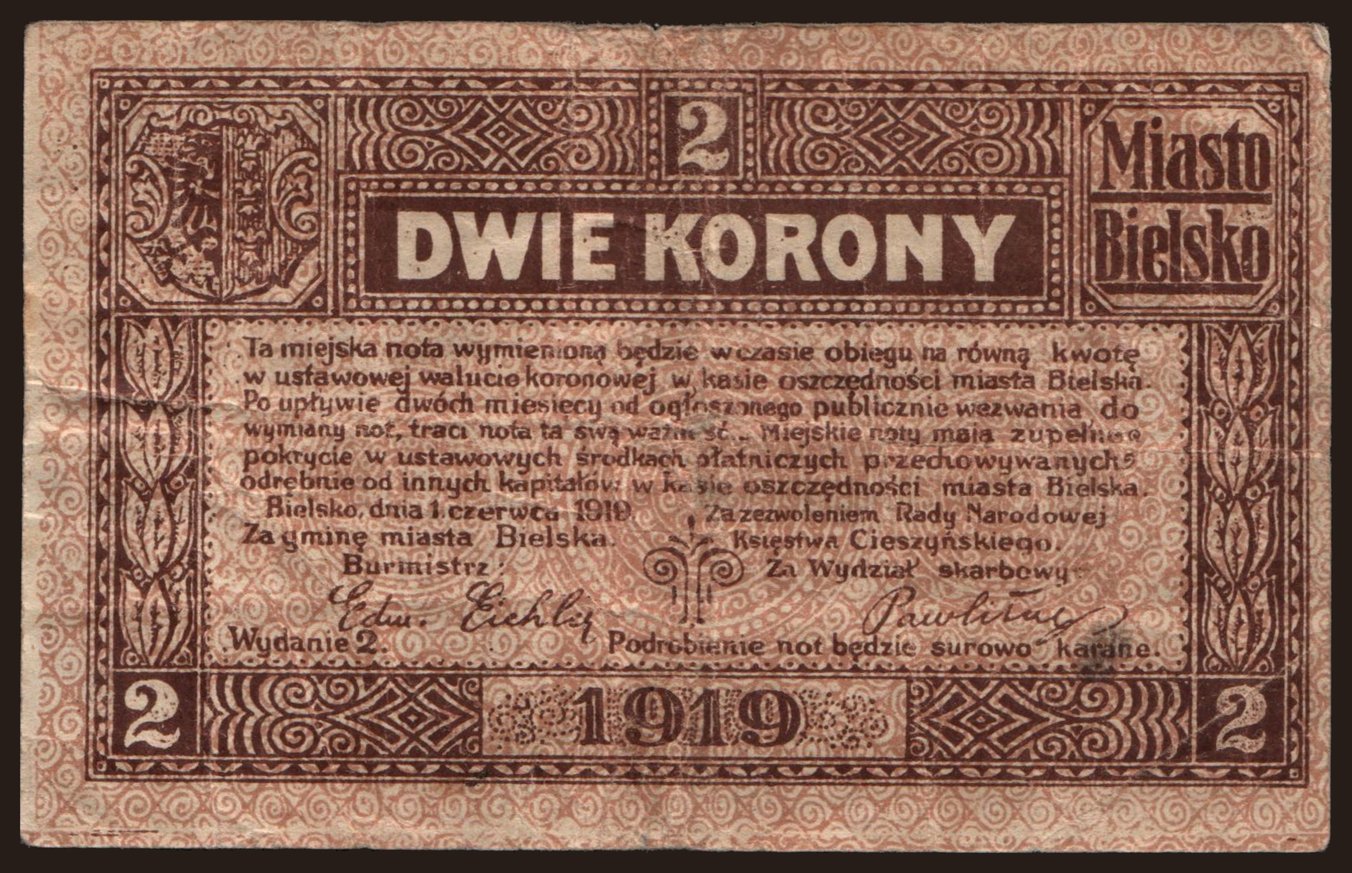 2
Miasto
Bielsko
DWIE KORONY
Ta miejska nota wymienioną będzie wczasie obiegu na równą kwotę
w ustawowej walucie koronowej w kasie oszczędności miasta Bielska.
Po upływie dwóch miesięcy od ogłoszonego publicznie wezwania do
wymiany not, traci nota ta swą ważność. Miejskie noty mają zupełne
pokrycie w ustawowych środkach płatniczych przechowywanych
odrębnie od innych kapitałów w kasie oszczędności miasta Bielska.
Bielsko, dnia 1. czerwca 1919
Za gminę miasta Bielska.
Burmistrz:
Za zezwoleniem Rady Narodowej
Księstwa Cieszyńskiego.
Za Wydział skarbowy
Edw.
Wydanie 2.
Podrobienie not będzie surowo karane.
2
1919
2